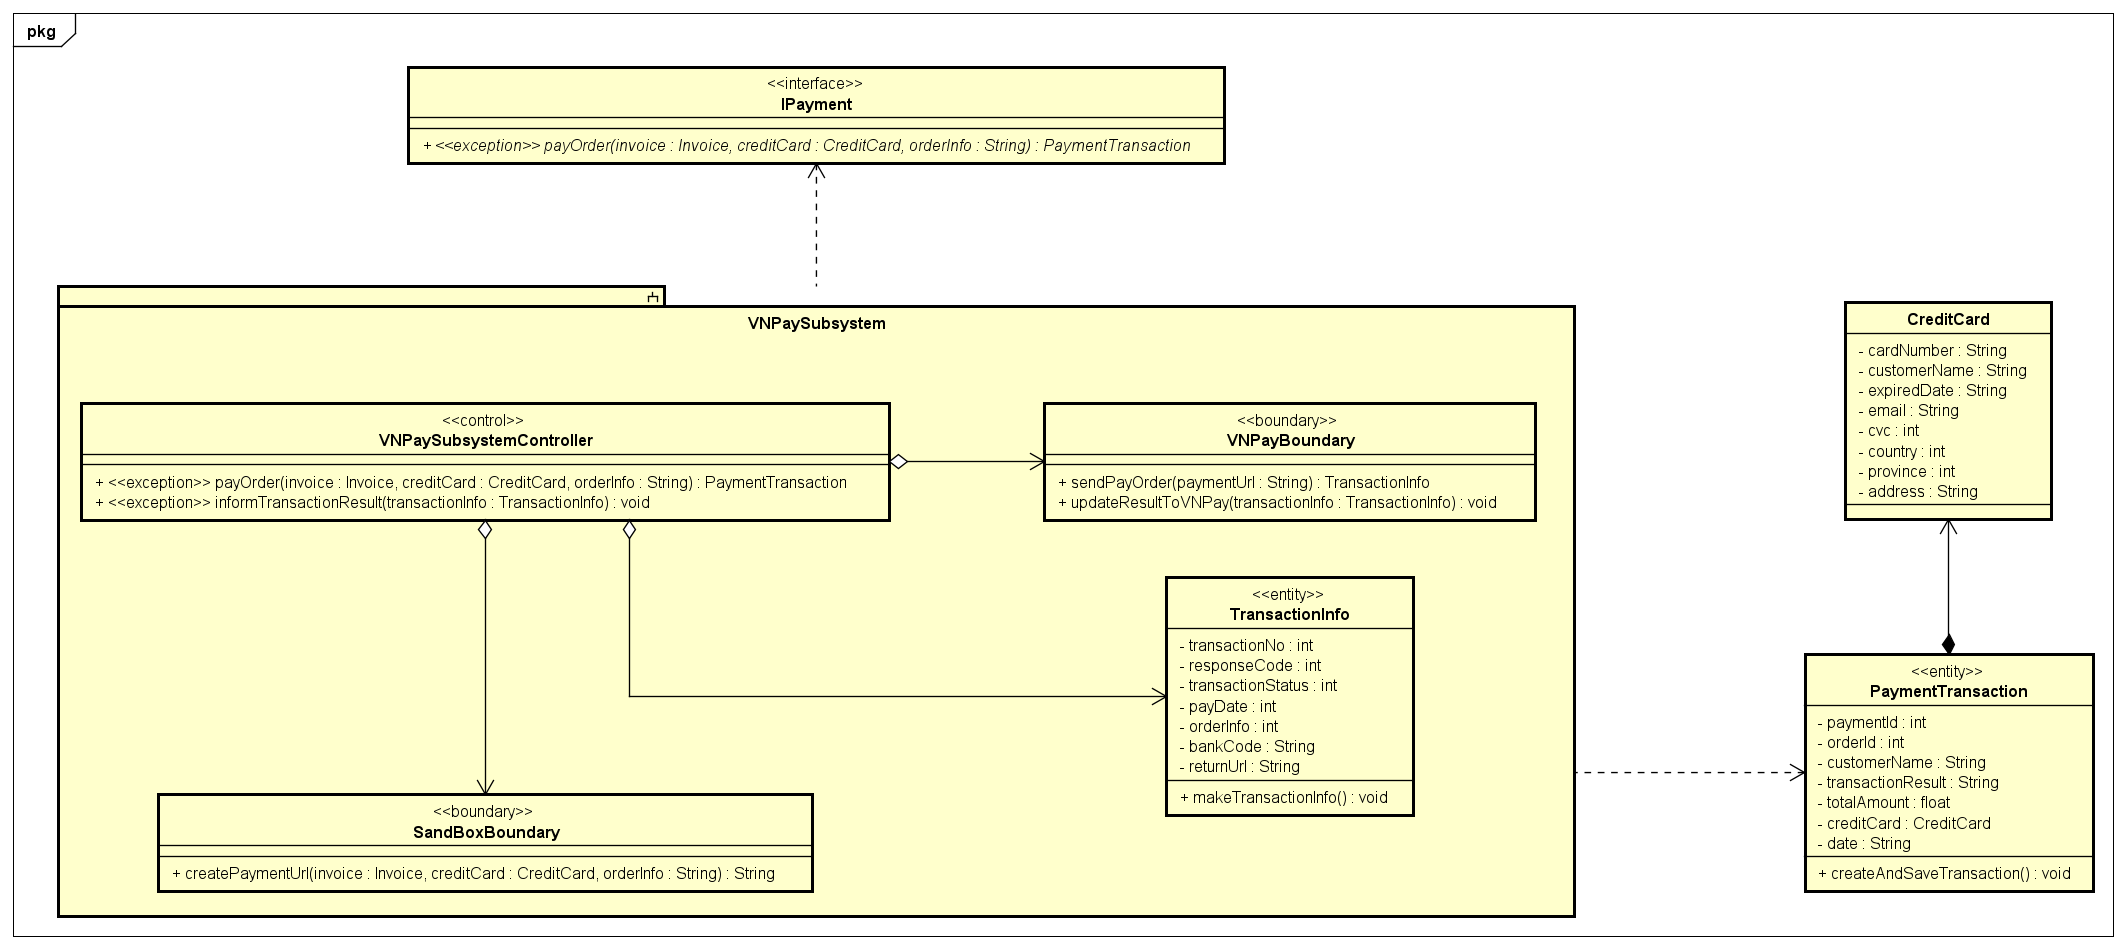 pkg
<<interface>>
IPayment
+ <<exception>> payOrder(invoice : Invoice, creditCard : CreditCard, orderInfo : String) : PaymentTransaction
VNPaySubsystem
<<control>>
VNPaySubsystemController
+ <<exception>> payOrder(invoice : Invoice, creditCard : CreditCard, orderInfo : String) : PaymentTransaction
+ <<exception>> informTransactionResult(transactionInfo : TransactionInfo) : void
<<boundary>>
VNPayBoundary
+ sendPayOrder(paymentUrl : String) : TransactionInfo
+ updateResultToVNPay(transactionInfo : TransactionInfo) : void
CreditCard
- cardNumber : String
- customerName : String
- expiredDate : String
- email : String
- cvc : int
- country : int
- province : int
- address : String
<<entity>>
TransactionInfo
- transactionNo : int
- responseCode : int
- transactionStatus : int
- payDate : int
- orderInfo : int
- bankCode : String
- returnUrl : String
+ makeTransactionInfo() : void
<<entity>>
PaymentTransaction
- paymentId : int
- orderId : int
- customerName : String
- transactionResult : String
- totalAmount : float
- creditCard : CreditCard
- date : String
+ createAndSaveTransaction() : void
<<boundary>>
SandBoxBoundary
+ createPaymentUrl(invoice : Invoice, creditCard : CreditCard, orderInfo : String) : String